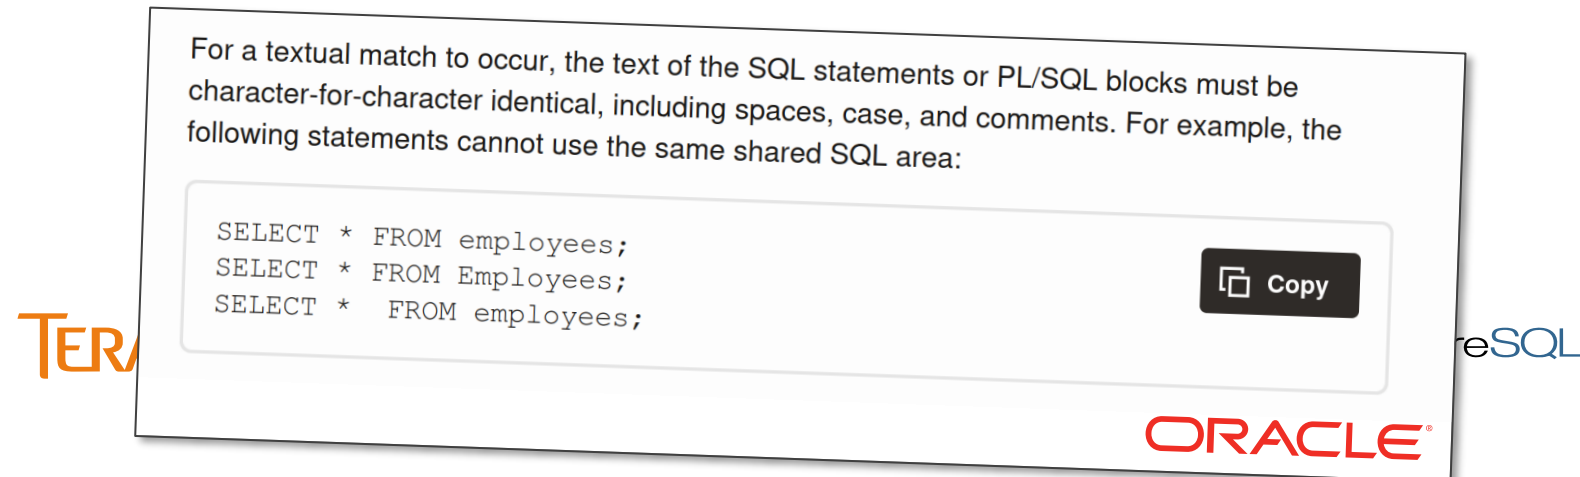 For a textual match to occur, the text of the SQL statements or PL/SQL blocks must be
character-for-character identical, including spaces, case, and comments. For example, the
following statements cannot use the same shared SQL area:
SELECT * FROM employees;
SELECT * FROM Employees;
SELECT *  FROM employees;
Copy
TERA
reSQL
ORACLE®